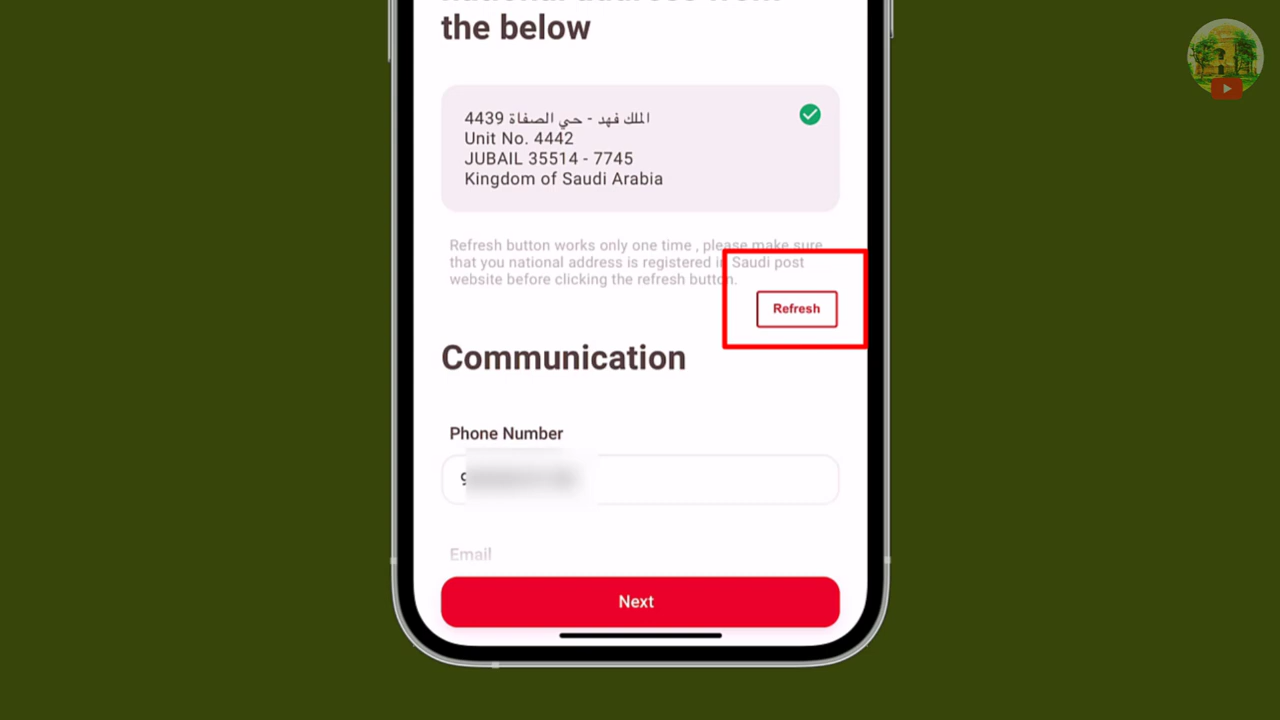 the below
4439 الملك فهد - حي الصفاة
Unit No. 4442
JUBAIL 35514 - 7745
Kingdom of Saudi Arabia
Refresh button works only one time , please make sure
that you national address is registered in Saudi post
website before clicking the refresh button.
Refresh
Communication
Phone Number
9
Email
Next